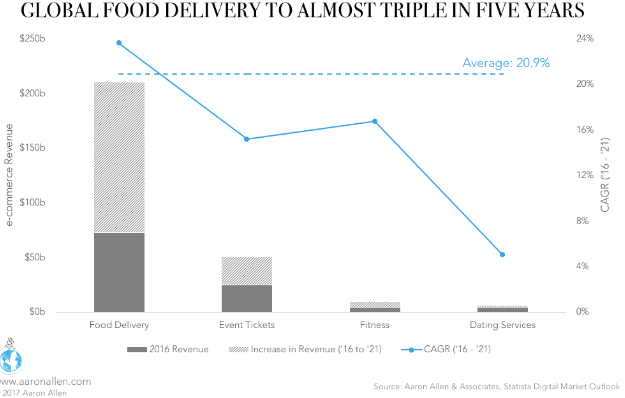 GLOBAL FOOD DELIVERY TO ALMOST TRIPLE IN FIVE YEARS
$250b
$200b
$150b
$100b
$50b
$0b
e-commerce Revenue
Average: 20.9%
24%
20%
16%
12%
8%
4%
0%
CAGR ('16 - '21)
Food Delivery
Event Tickets
Fitness
Dating Services
2016 Revenue
Increase in Revenue ('16 to '21)
CAGR ('16 - '21)
www.aaronallen.com
2017 Aaron Allen
Source: Aaron Allen & Associates, Statista Digital Market Outlook